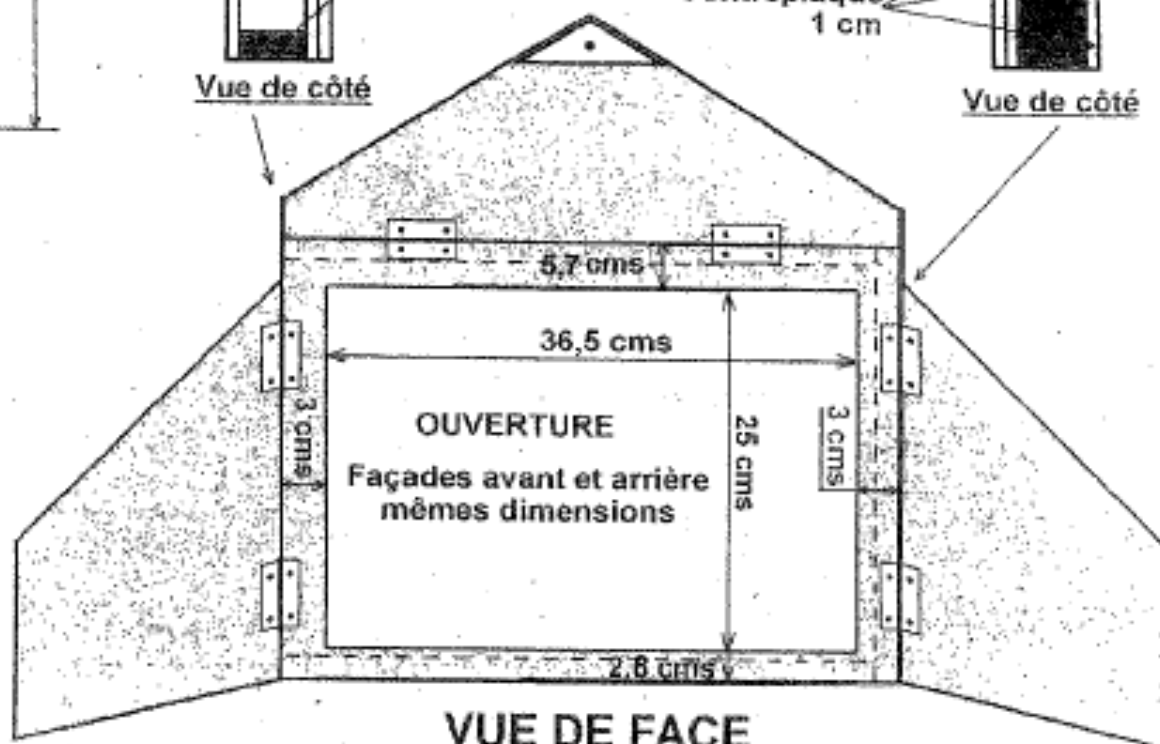 1 cm
Vue de côté
Vue de côté
5,7 cms
36,5 cms
3 cms
OUVERTURE
25 cms
3 cms
Façades avant et arrière
mêmes dimensions
2,8 cms
VUE DE FACE